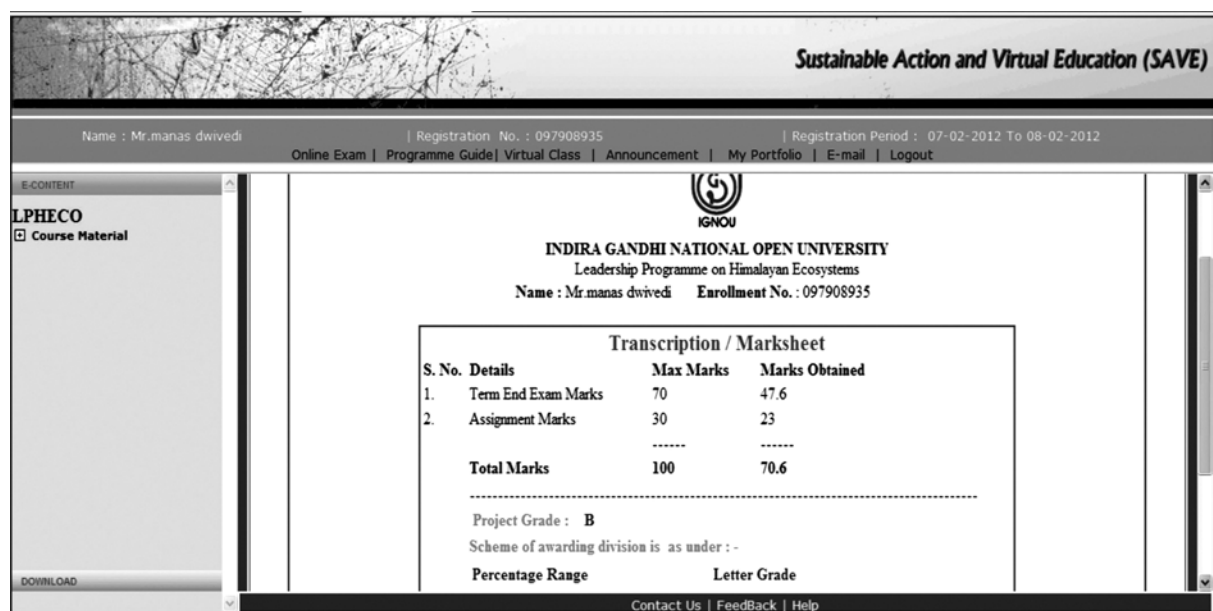 Sustainable Action and Virtual Education (SAVE)
Name : Mr.manas dwivedi | Registration No. : 097908935 | Registration Period : 07-02-2012 To 08-02-2012
Online Exam | Programme Guide| Virtual Class | Announcement | My Portfolio | E-mail | Logout
E-CONTENT
LPHECO
Course Material
IGNOU
INDIRA GANDHI NATIONAL OPEN UNIVERSITY
Leadership Programme on Himalayan Ecosystems
Name : Mr.manas dwivedi Enrollment No. : 097908935
Transcription / Marksheet
S. No. Details Max Marks Marks Obtained
1. Term End Exam Marks 70 47.6
2. Assignment Marks 30 23
------ ------
Total Marks 100 70.6
Project Grade : B
Scheme of awarding division is as under : -
Percentage Range Letter Grade
DOWNLOAD
Contact Us | FeedBack | Help